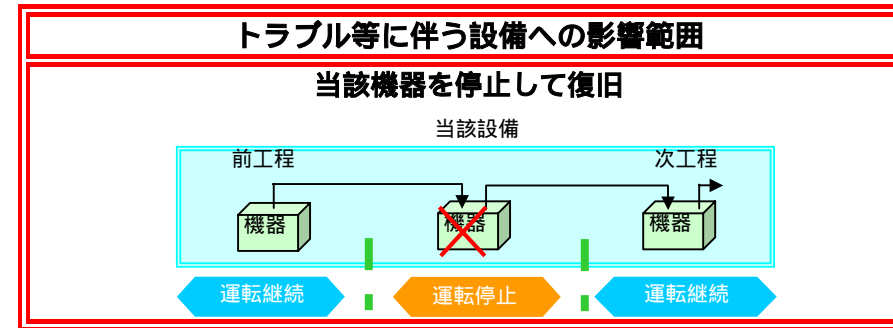 トラブル等に伴う設備への影響範囲
当該機器を停止して復旧
当該設備
前工程
次工程
機器
機器
機器
運転継続
運転停止
運転継続